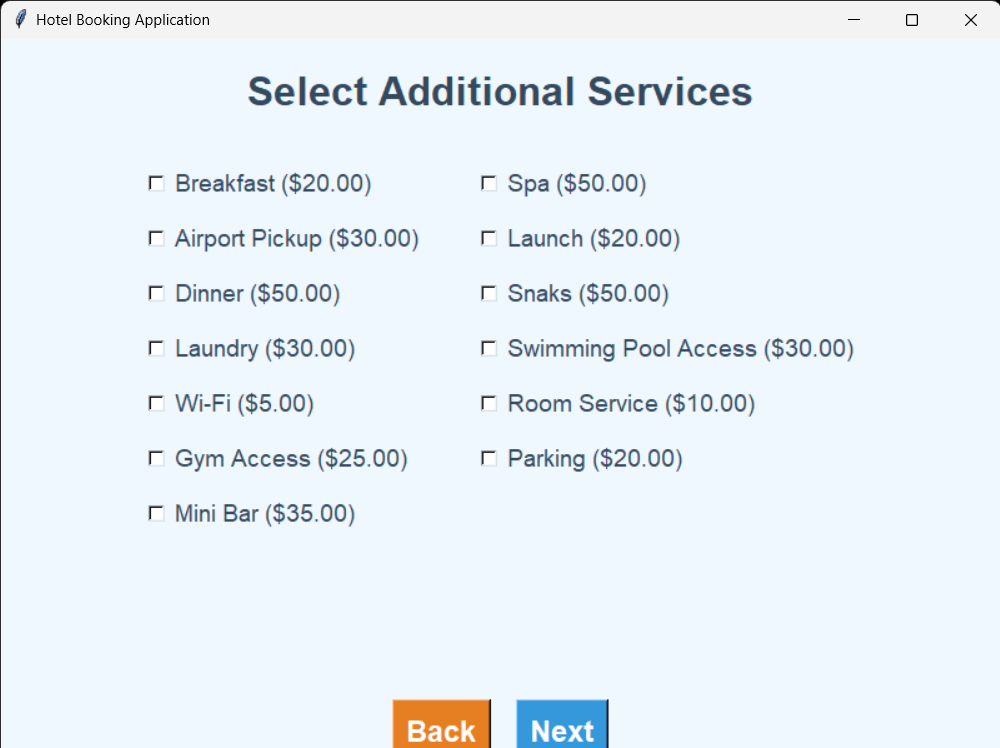 Hotel Booking Application
Select Additional Services
Breakfast ($20.00) Spa ($50.00)
Airport Pickup ($30.00) Launch ($20.00)
Dinner ($50.00) Snaks ($50.00)
Laundry ($30.00) Swimming Pool Access ($30.00)
Wi-Fi ($5.00) Room Service ($10.00)
Gym Access ($25.00) Parking ($20.00)
Mini Bar ($35.00)
Back Next